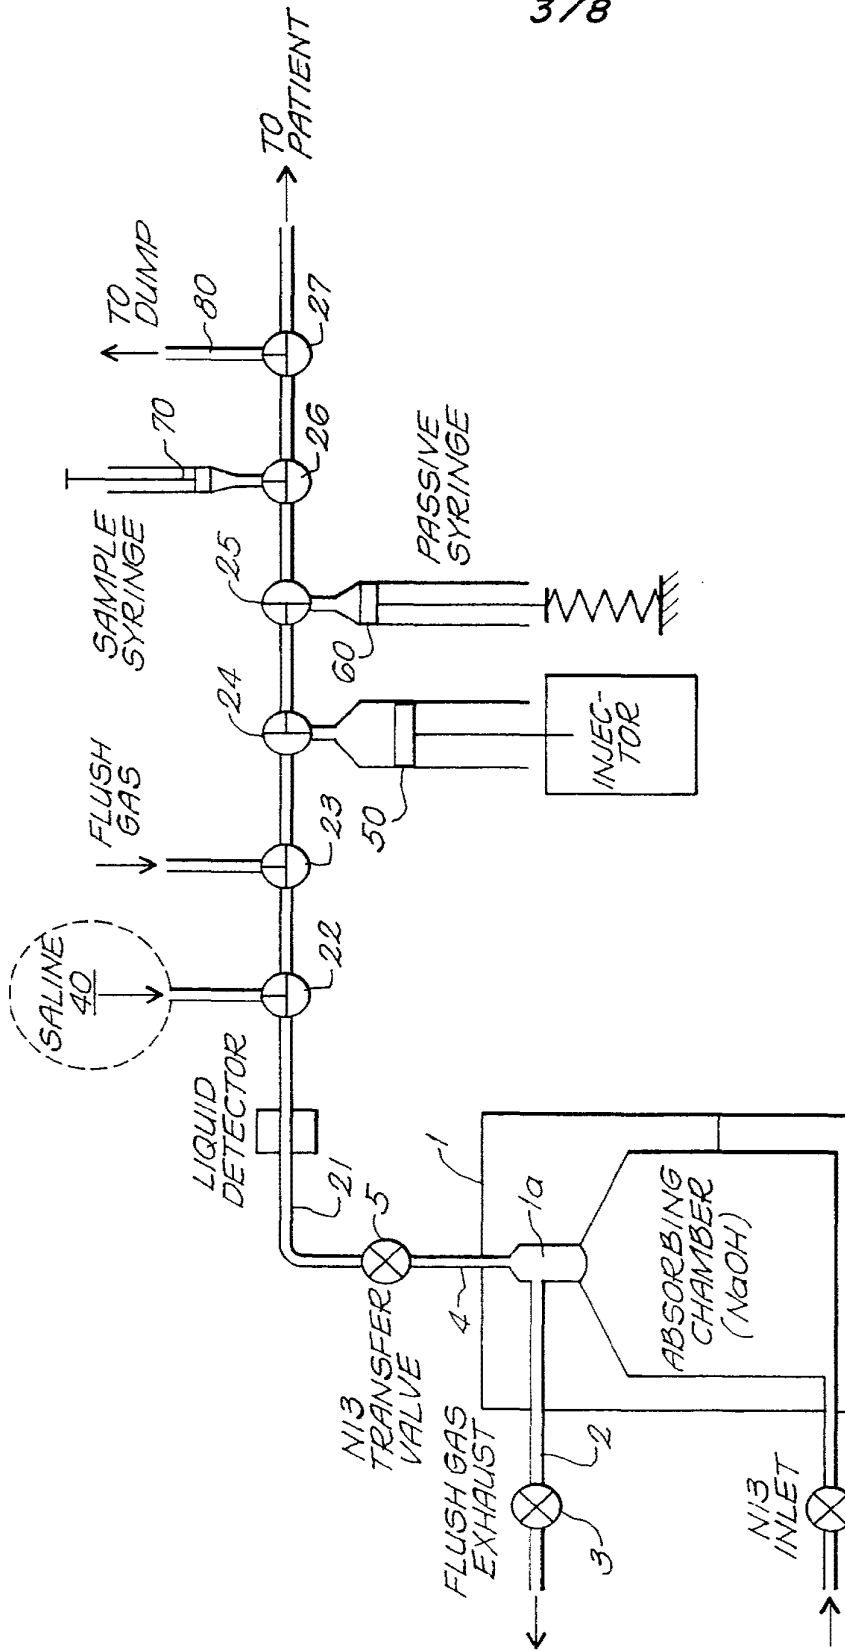 3/8
SALINE
40
FLUSH
GAS
SAMPLE
SYRINGE
70
TO
DUMP
80
TO
PATIENT
LIQUID
DETECTOR
21
22
23
24
25
26
27
50
60
INJEC-
TOR
PASSIVE
SYRINGE
N13
TRANSFER
VALVE
5
4
1
1a
FLUSH GAS
EXHAUST
2
3
ABSORBING
CHAMBER
(NaOH)
N13
INLET